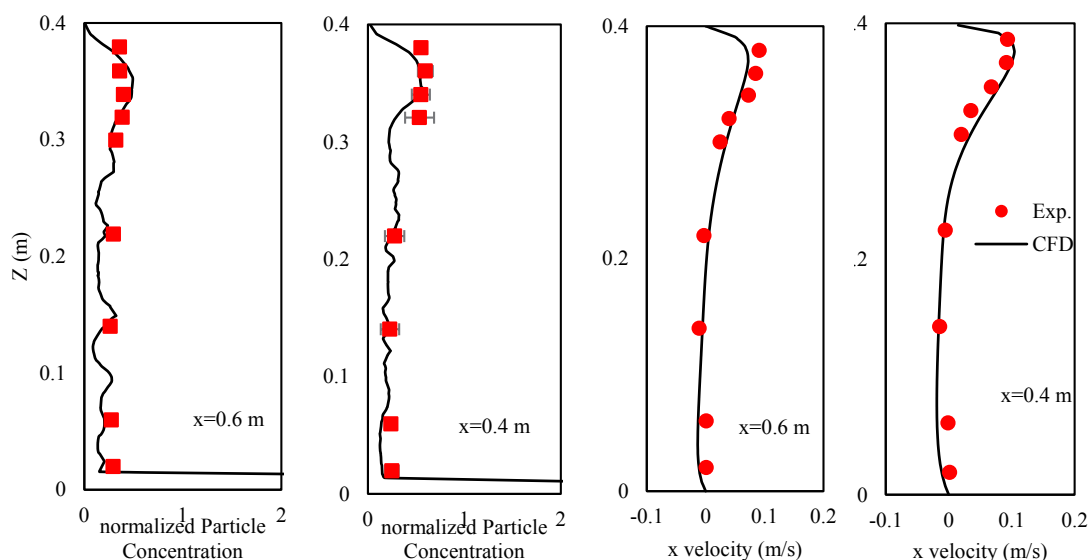 0.4
0.3
0.2
0.1
0
Z (m)
x=0.6 m
0
1
2
normalized Particle
Concentration
0.4
0.3
0.2
0.1
0
x=0.4 m
0
1
2
normalized Particle
Concentration
0.4
0.2
0
x=0.6 m
-0.1
0
0.1
0.2
x velocity (m/s)
0.4
.2
0
Exp.
CFD
x=0.4 m
-0.1
0
0.1
0.2
x velocity (m/s)